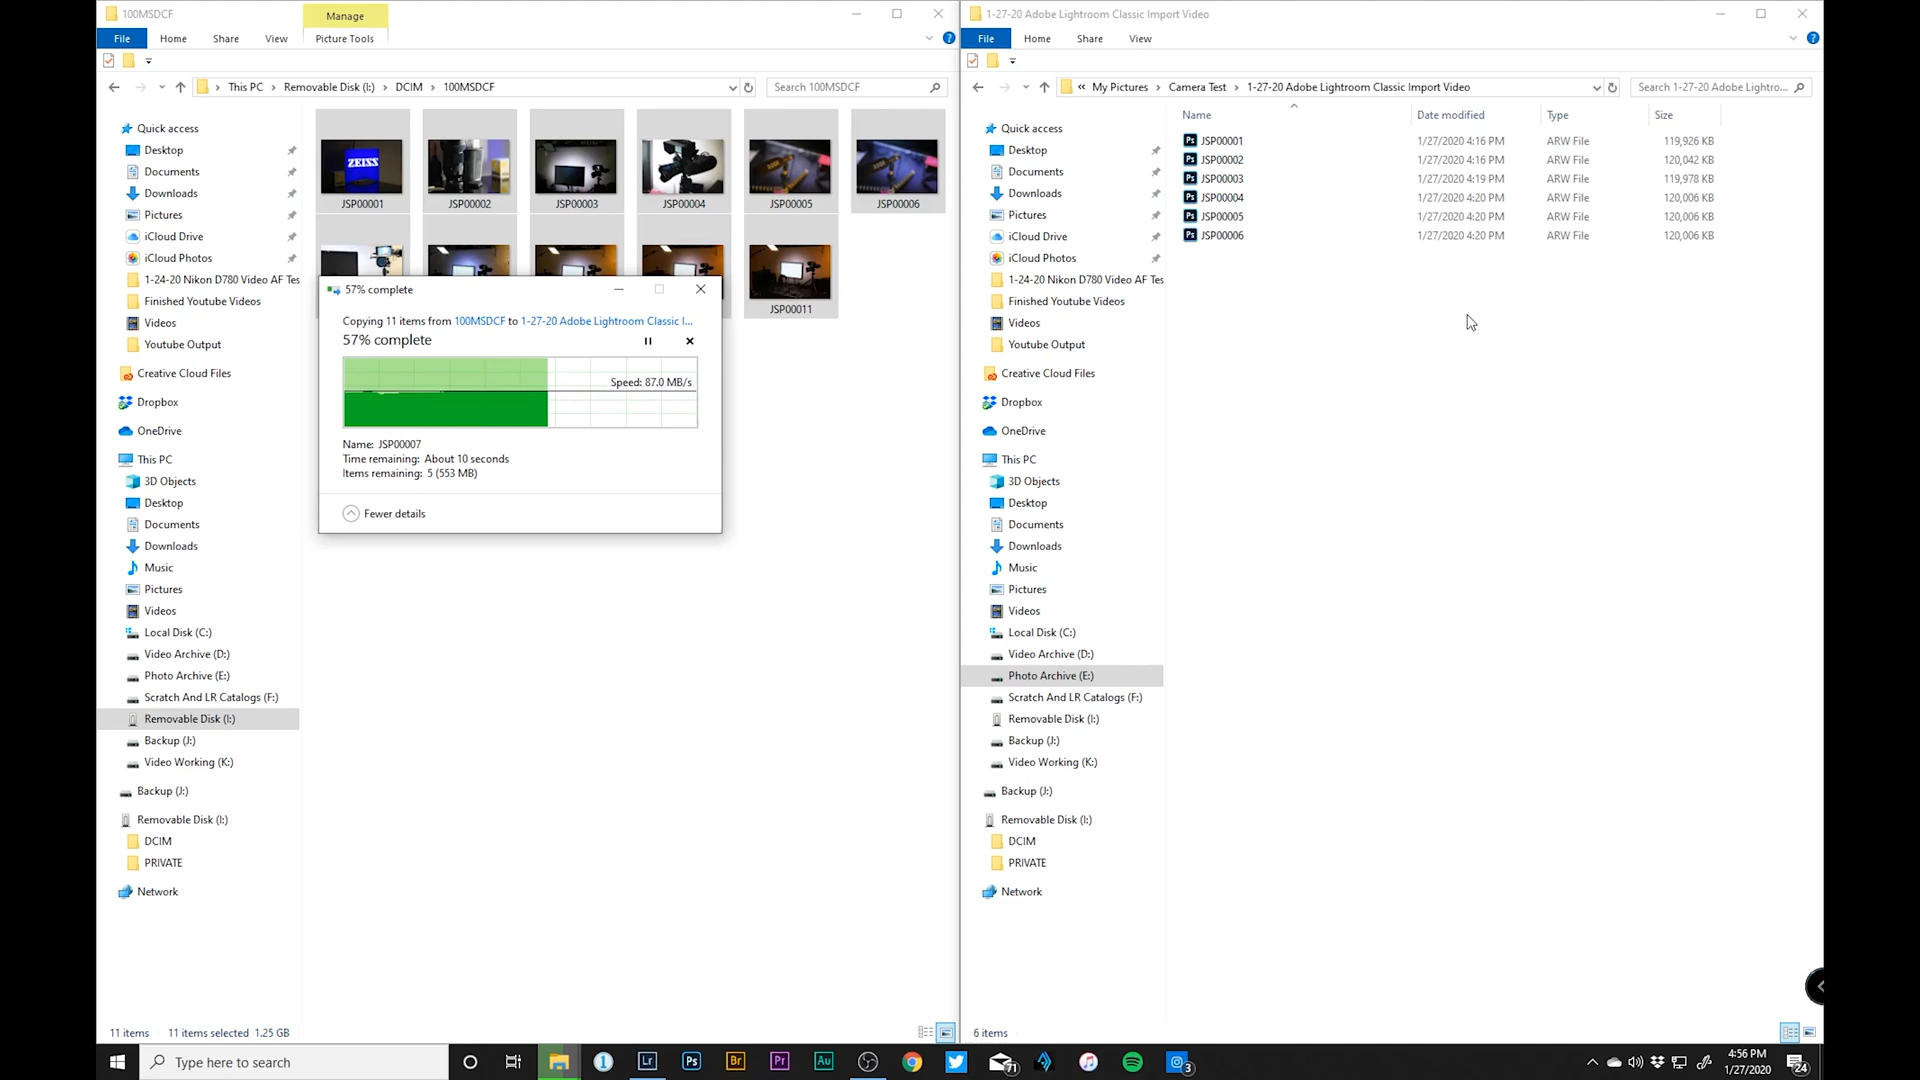 100MSDCF
Manage
File
Home
Share
View
Picture Tools
This PC
Removable Disk (I:)
DCIM
100MSDCF
Search 100MSDCF
Quick access
Desktop
Documents
Downloads
Pictures
iCloud Drive
iCloud Photos
1-24-20 Nikon D780 Video AF Tes
Finished Youtube Videos
Videos
Youtube Output
Creative Cloud Files
Dropbox
OneDrive
This PC
3D Objects
Desktop
Documents
Downloads
Music
Pictures
Videos
Local Disk (C:)
Video Archive (D:)
Photo Archive (E:)
Scratch And LR Catalogs (F:)
Removable Disk (I:)
Backup (J:)
Video Working (K:)
Backup (J:)
Removable Disk (I:)
DCIM
PRIVATE
Network
ZEISS
JSP00001
JSP00002
JSP00003
JSP00004
JSP00005
JSP00006
JSP00011
57% complete
Copying 11 items from 100MSDCF to 1-27-20 Adobe Lightroom Classic I...
57% complete
Speed: 87.0 MB/s
Name: JSP00007
Time remaining: About 10 seconds
Items remaining: 5 (553 MB)
Fewer details
11 items
11 items selected 1.25 GB
1-27-20 Adobe Lightroom Classic Import Video
File
Home
Share
View
« My Pictures
Camera Test
1-27-20 Adobe Lightroom Classic Import Video
Search 1-27-20 Adobe Lightro...
Quick access
Desktop
Documents
Downloads
Pictures
iCloud Drive
iCloud Photos
1-24-20 Nikon D780 Video AF Tes
Finished Youtube Videos
Videos
Youtube Output
Creative Cloud Files
Dropbox
OneDrive
This PC
3D Objects
Desktop
Documents
Downloads
Music
Pictures
Videos
Local Disk (C:)
Video Archive (D:)
Photo Archive (E:)
Scratch And LR Catalogs (F:)
Removable Disk (I:)
Backup (J:)
Video Working (K:)
Backup (J:)
Removable Disk (I:)
DCIM
PRIVATE
Network
Name Date modified Type Size
Ps JSP00001 1/27/2020 4:16 PM ARW File 119,926 KB
Ps JSP00002 1/27/2020 4:16 PM ARW File 120,042 KB
Ps JSP00003 1/27/2020 4:19 PM ARW File 119,978 KB
Ps JSP00004 1/27/2020 4:20 PM ARW File 120,006 KB
Ps JSP00005 1/27/2020 4:20 PM ARW File 120,006 KB
Ps JSP00006 1/27/2020 4:20 PM ARW File 120,006 KB
6 items
Type here to search
Lr
Ps
Br
Pr
Au
71
3
4:56 PM
1/27/2020
24